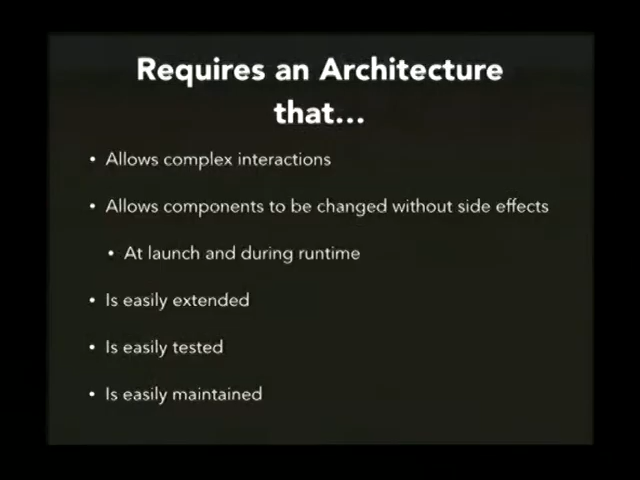 Requires an Architecture
that...
• Allows complex interactions
• Allows components to be changed without side effects
• At launch and during runtime
• Is easily extended
• Is easily tested
• Is easily maintained